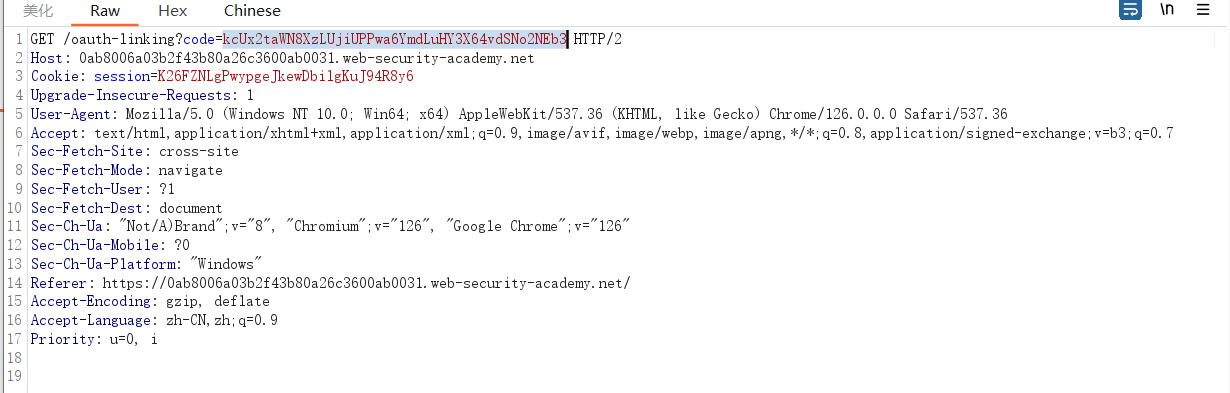 美化 Raw Hex Chinese \n
1 GET /oauth-linking?code=kcUx2taWN8XzLUjiUPPwa6YmdLuHY3X64vdSNo2NEb3 HTTP/2
2 Host: 0ab8006a03b2f43b80a26c3600ab0031.web-security-academy.net
3 Cookie: session=K26FZNLgPwypgeJkewDbilgKuJ94R8y6
4 Upgrade-Insecure-Requests: 1
5 User-Agent: Mozilla/5.0 (Windows NT 10.0; Win64; x64) AppleWebKit/537.36 (KHTML, like Gecko) Chrome/126.0.0.0 Safari/537.36
6 Accept: text/html,application/xhtml+xml,application/xml;q=0.9,image/avif,image/webp,image/apng,*/*;q=0.8,application/signed-exchange;v=b3;q=0.7
7 Sec-Fetch-Site: cross-site
8 Sec-Fetch-Mode: navigate
9 Sec-Fetch-User: ?1
10 Sec-Fetch-Dest: document
11 Sec-Ch-Ua: "Not/A)Brand";v="8", "Chromium";v="126", "Google Chrome";v="126"
12 Sec-Ch-Ua-Mobile: ?0
13 Sec-Ch-Ua-Platform: "Windows"
14 Referer: https://0ab8006a03b2f43b80a26c3600ab0031.web-security-academy.net/
15 Accept-Encoding: gzip, deflate
16 Accept-Language: zh-CN,zh;q=0.9
17 Priority: u=0, i
18
19